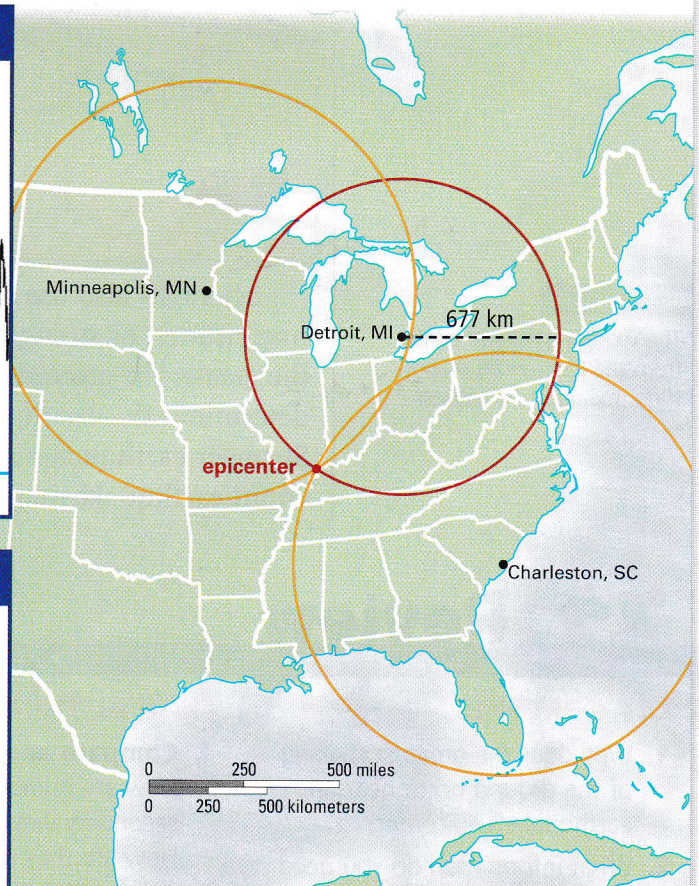 Minneapolis, MN
Detroit, MI
677 km
epicenter
Charleston, SC
0 250 500 miles
0 250 500 kilometers